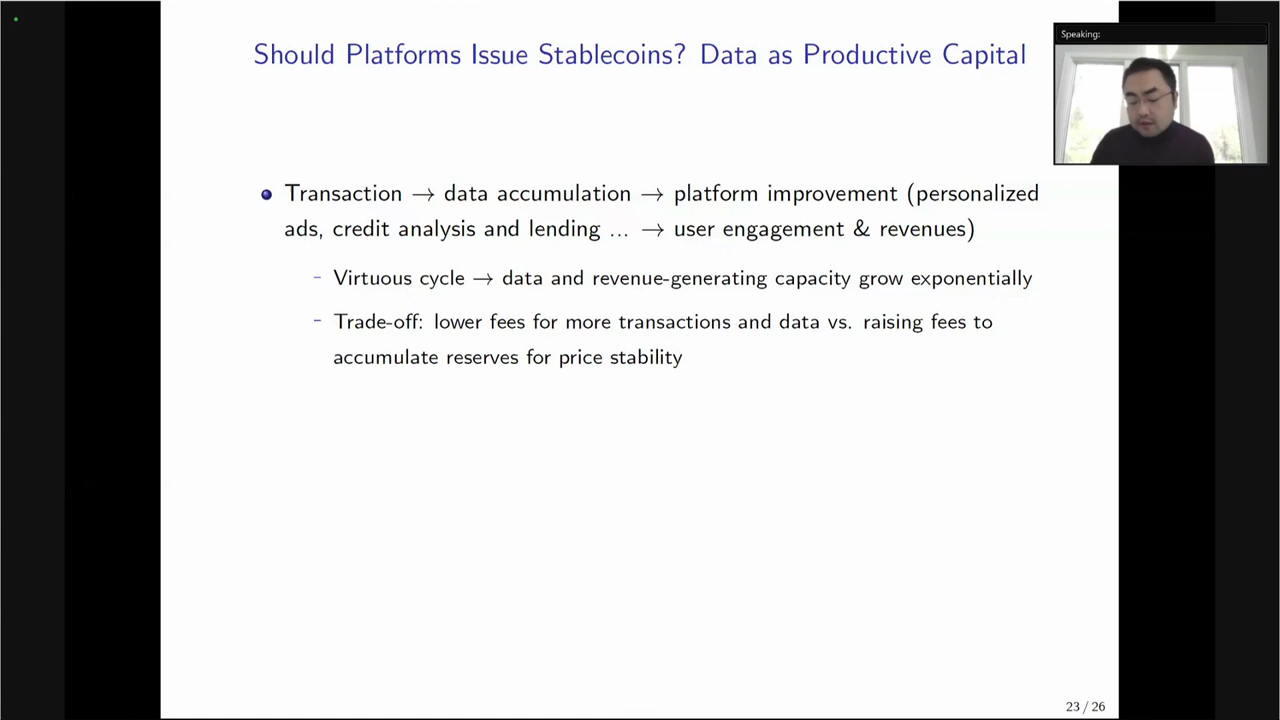 Should Platforms Issue Stablecoins? Data as Productive Capital
Speaking:
Transaction → data accumulation → platform improvement (personalized
ads, credit analysis and lending ... → user engagement & revenues)
- Virtuous cycle → data and revenue-generating capacity grow exponentially
- Trade-off: lower fees for more transactions and data vs. raising fees to
accumulate reserves for price stability
23 / 26